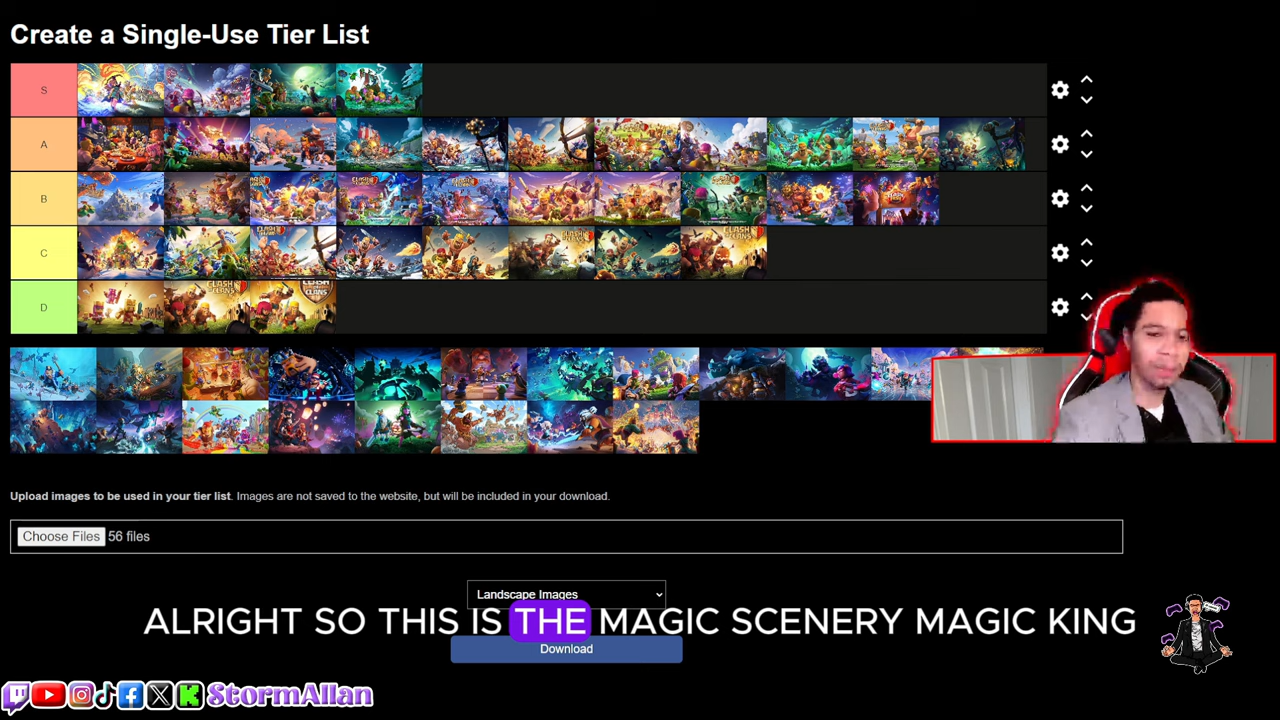 Create a Single-Use Tier List
S
A
B
C
D
Upload images to be used in your tier list. Images are not saved to the website, but will be included in your download.
Choose Files 56 files
Landscape Images
ALRIGHT SO THIS IS THE MAGIC SCENERY MAGIC KING
Download
StormAllan